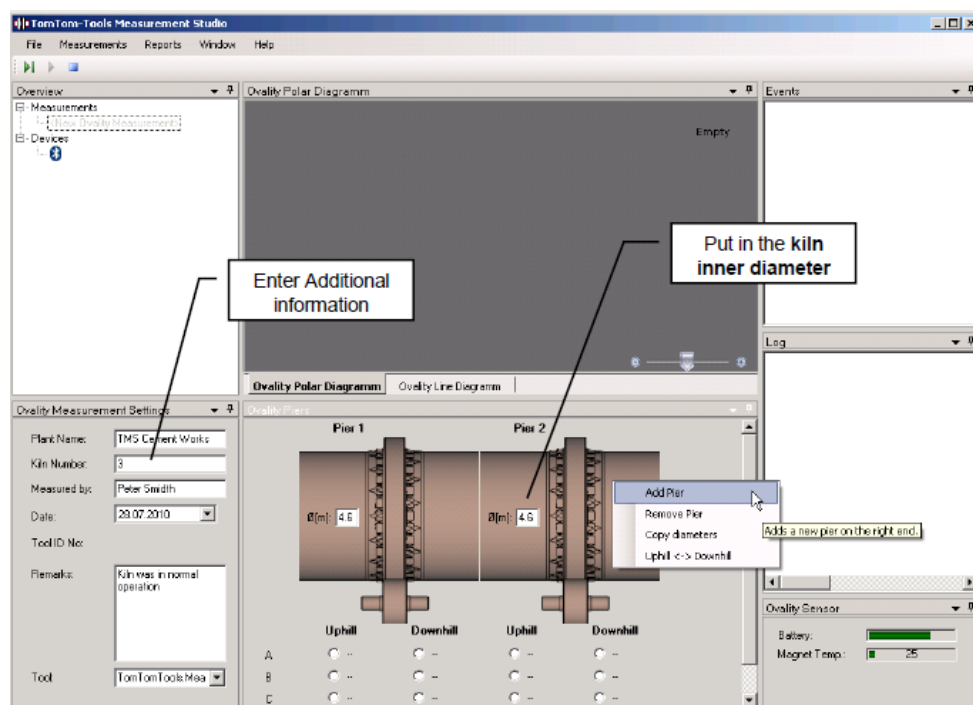 TomTom-Tools Measurement Studio
File Measurements Reports Window Help
Overview
Measurements
[New Ovality Measurement]
Devices
Ovality Polar Diagramm
Empty
Ovality Polar Diagramm Ovality Line Diagramm
Events
Log
Enter Additional
information
Put in the kiln
inner diameter
Ovality Measurement Settings
Plant Name: TMS Cement Works
Kiln Number: 3
Measured by: Peter Smidth
Date: 28.07.2010
Tool ID No:
Remarks: Kiln was in normal
operation
Tool: TomTomTools.Mea
Ovality Piers
Pier 1 Pier 2
Ø[m]: 4.6 Ø[m]: 4.6
Add Pier
Remove Pier
Copy diameters
Uphill <-> Downhill
Adds a new pier on the right end.
Uphill Downhill Uphill Downhill
A -- -- -- --
B -- -- -- --
C -- -- -- --
Ovality Sensor
Battery:
Magnet Temp.: 25